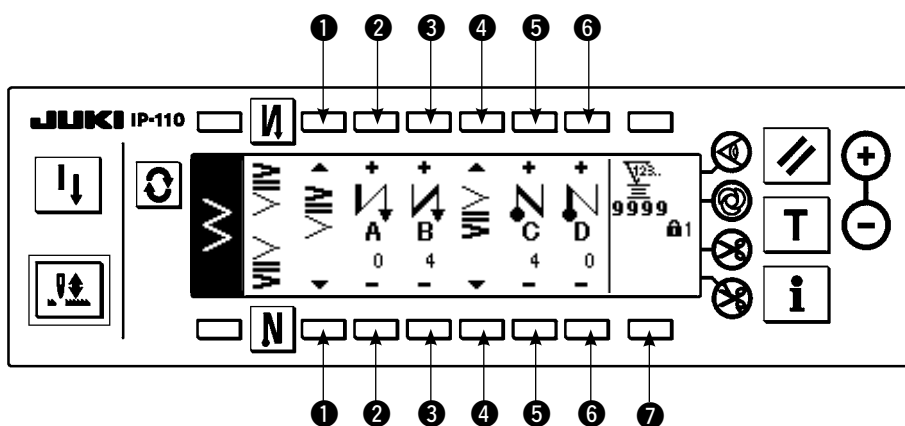 ❶ ❷ ❸ ❹ ❺ ❻
JUKI IP-110
+ + + +
123..
9999
1
A B C D
0 4 4 0
- - - -
+
T
−
i
❶ ❷ ❸ ❹ ❺ ❻ ❼